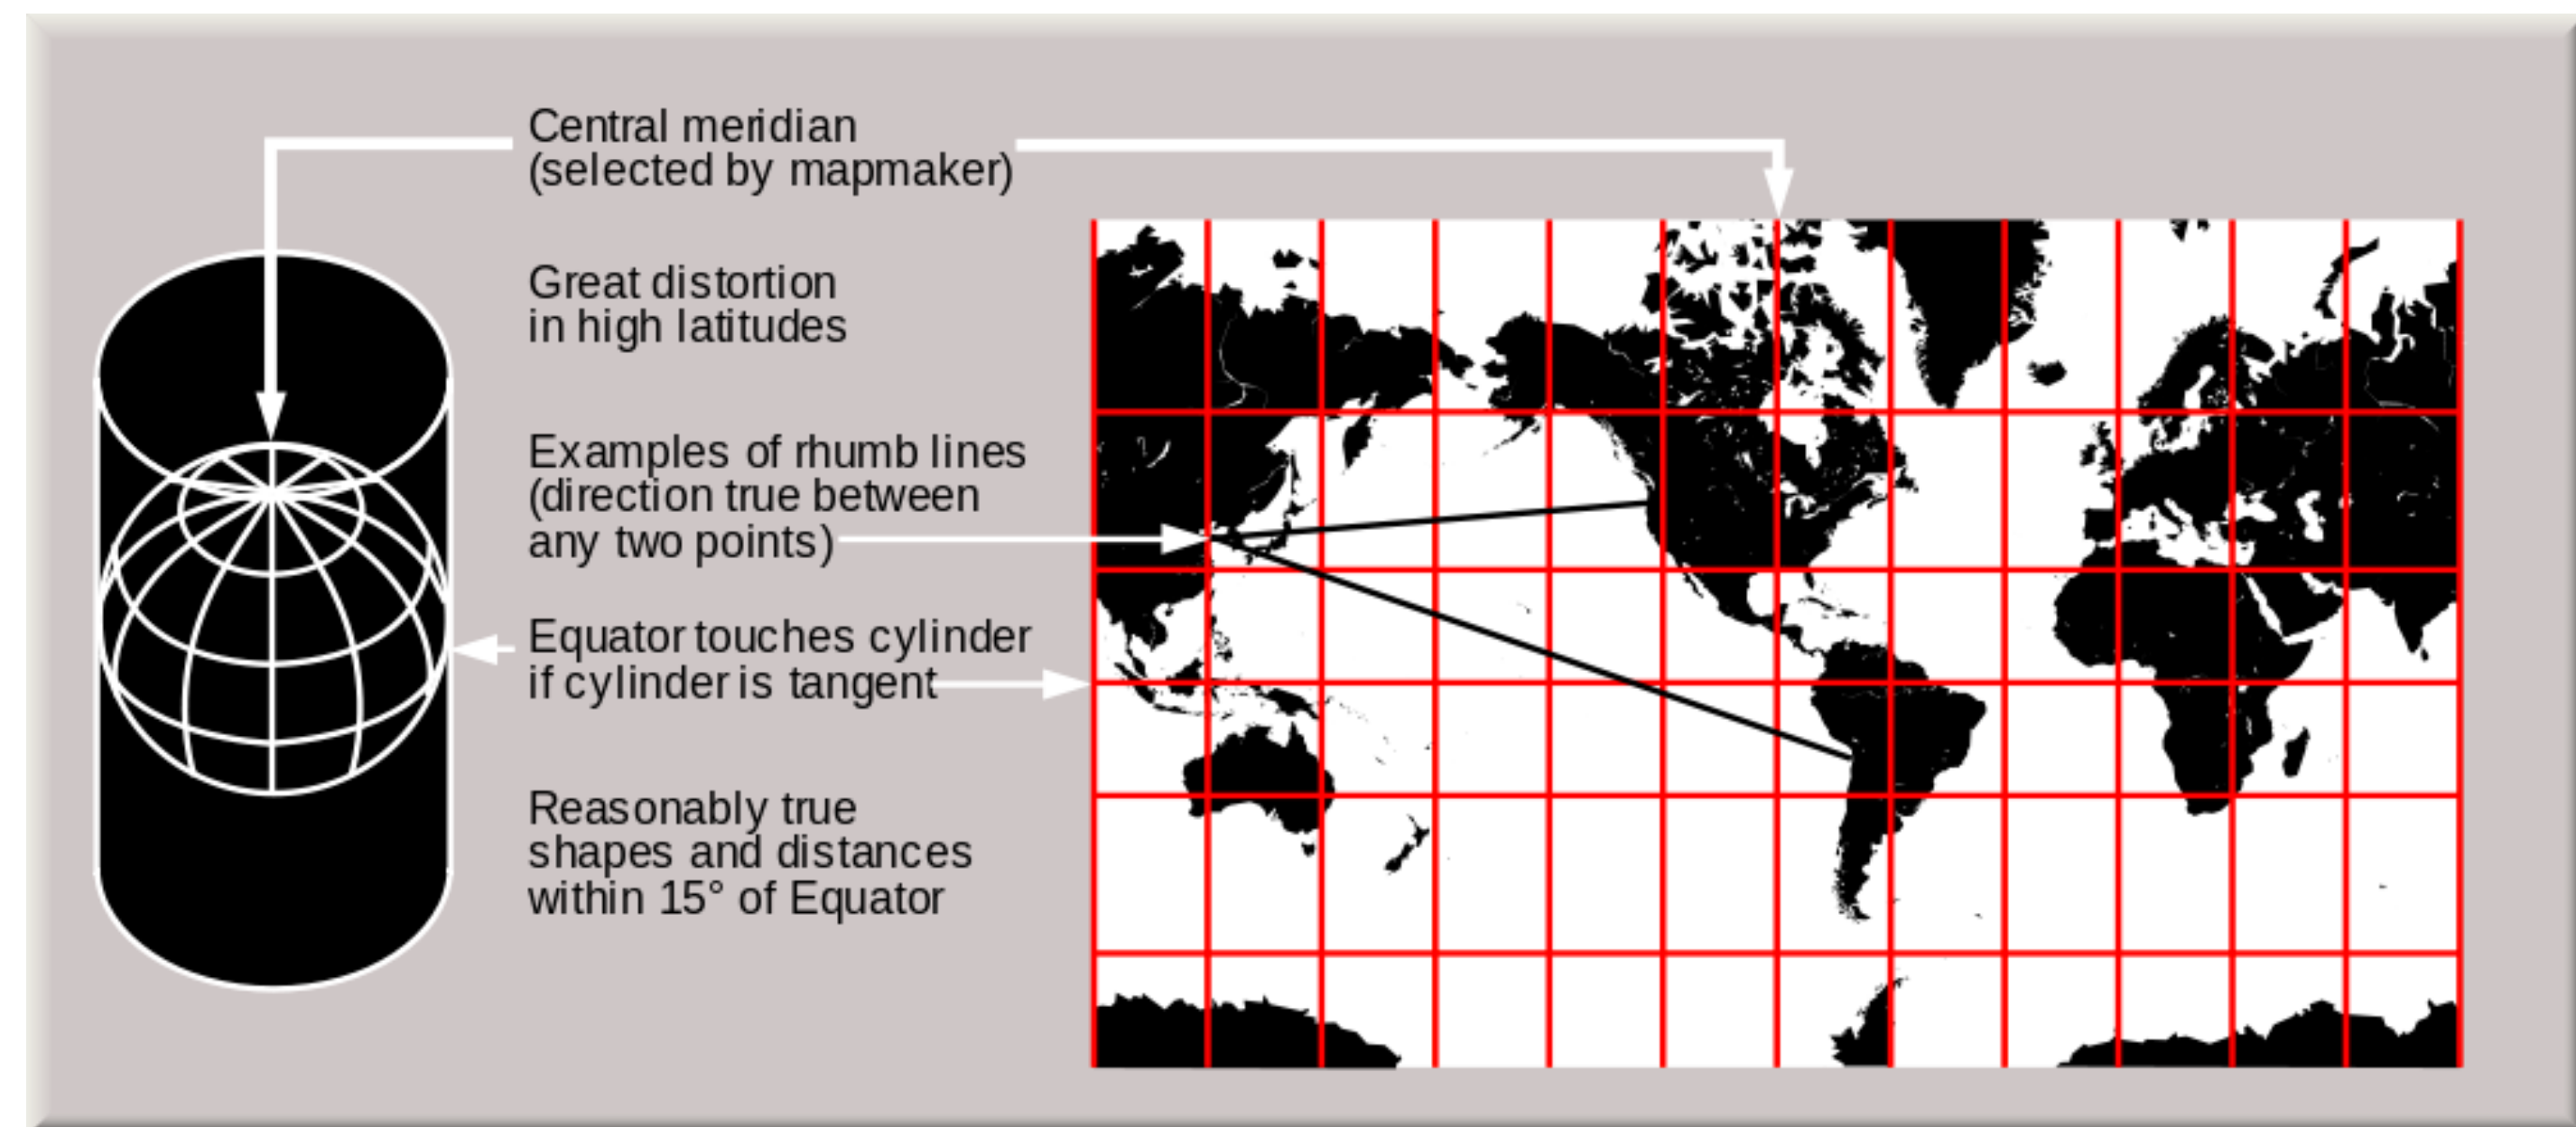 Central meridian
(selected by mapmaker)
Great distortion
in high latitudes
Examples of rhumb lines
(direction true between
any two points)
Equator touches cylinder
if cylinder is tangent
Reasonably true
shapes and distances
within 15° of Equator